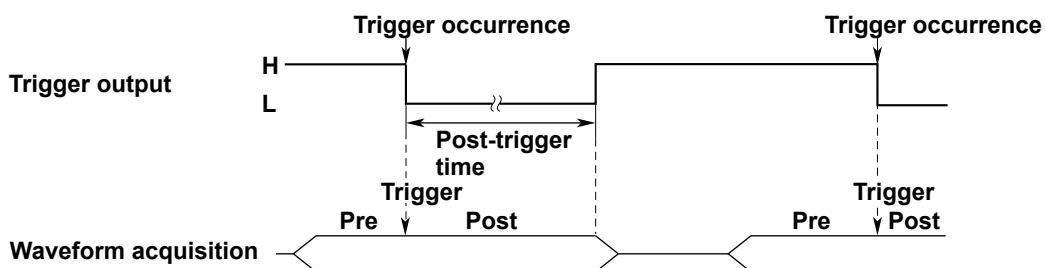 Trigger occurrence
Trigger occurrence
Trigger output
H
L
Post-trigger
time
Trigger
Trigger
Pre
Post
Pre
Post
Waveform acquisition